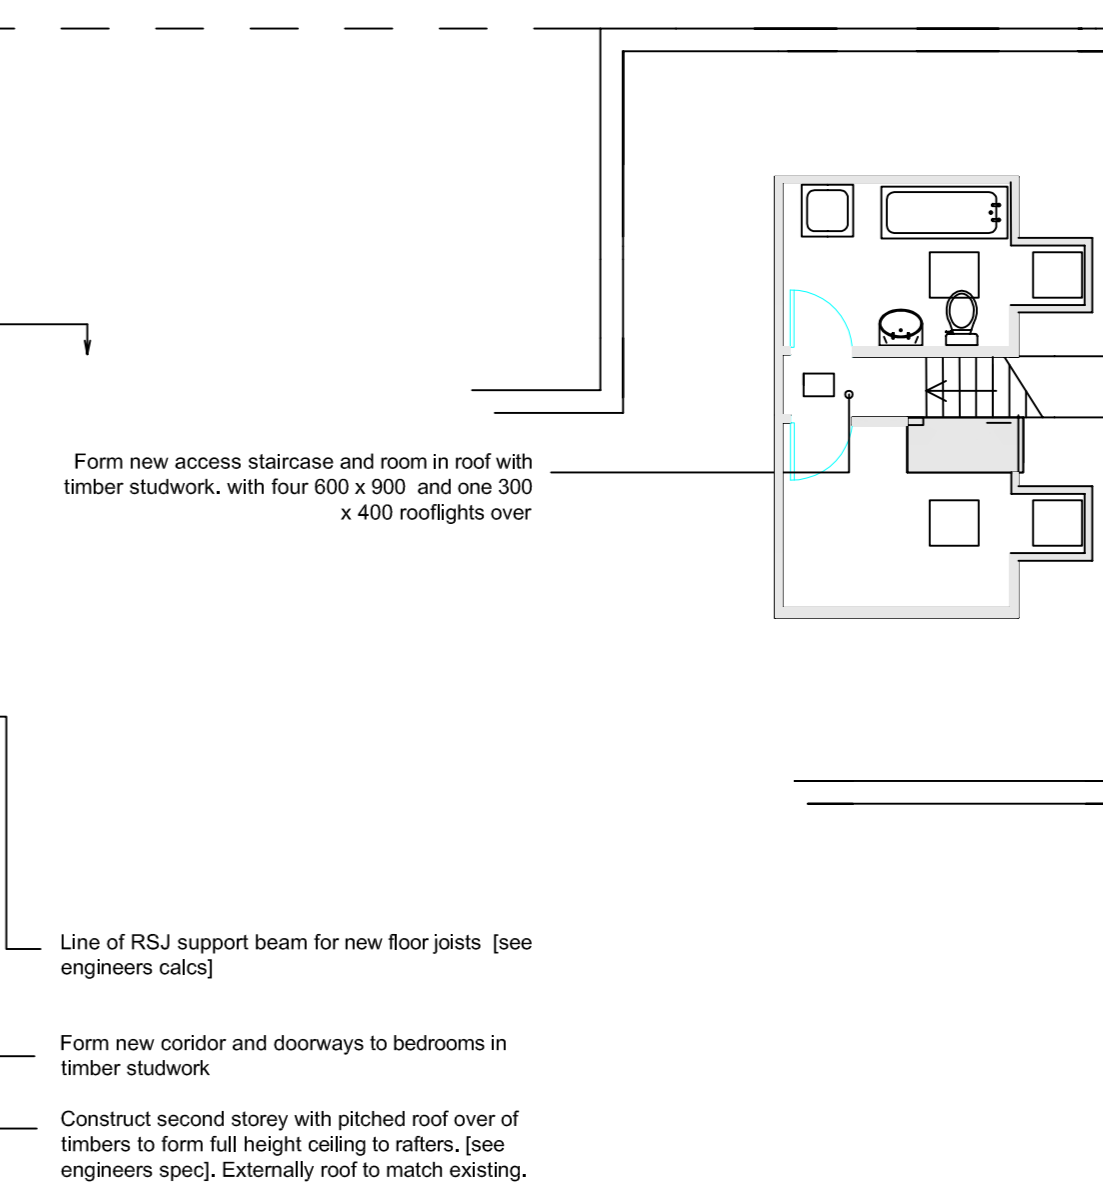 Form new access staircase and room in roof with
timber studwork. with four 600 x 900 and one 300
x 400 rooflights over
Line of RSJ support beam for new floor joists [see
engineers calcs]
Form new coridor and doorways to bedrooms in
timber studwork
Construct second storey with pitched roof over of
timbers to form full height ceiling to rafters. [see
engineers spec]. Externally roof to match existing.